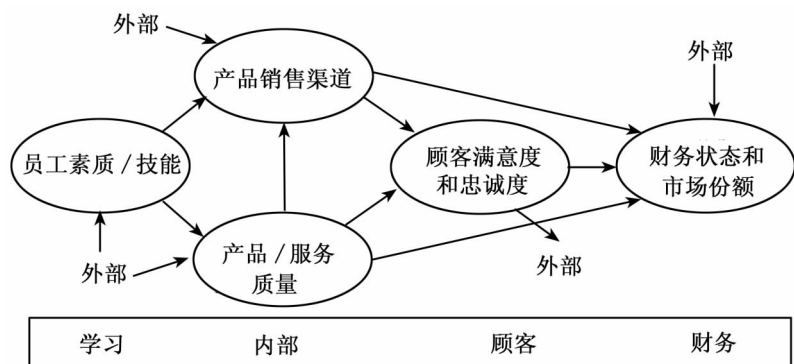 外部
产品销售渠道
外部
员工素质/技能
顾客满意度
和忠诚度
财务状态和
市场份额
外部
产品/服务
质量
外部
学习 内部 顾客 财务